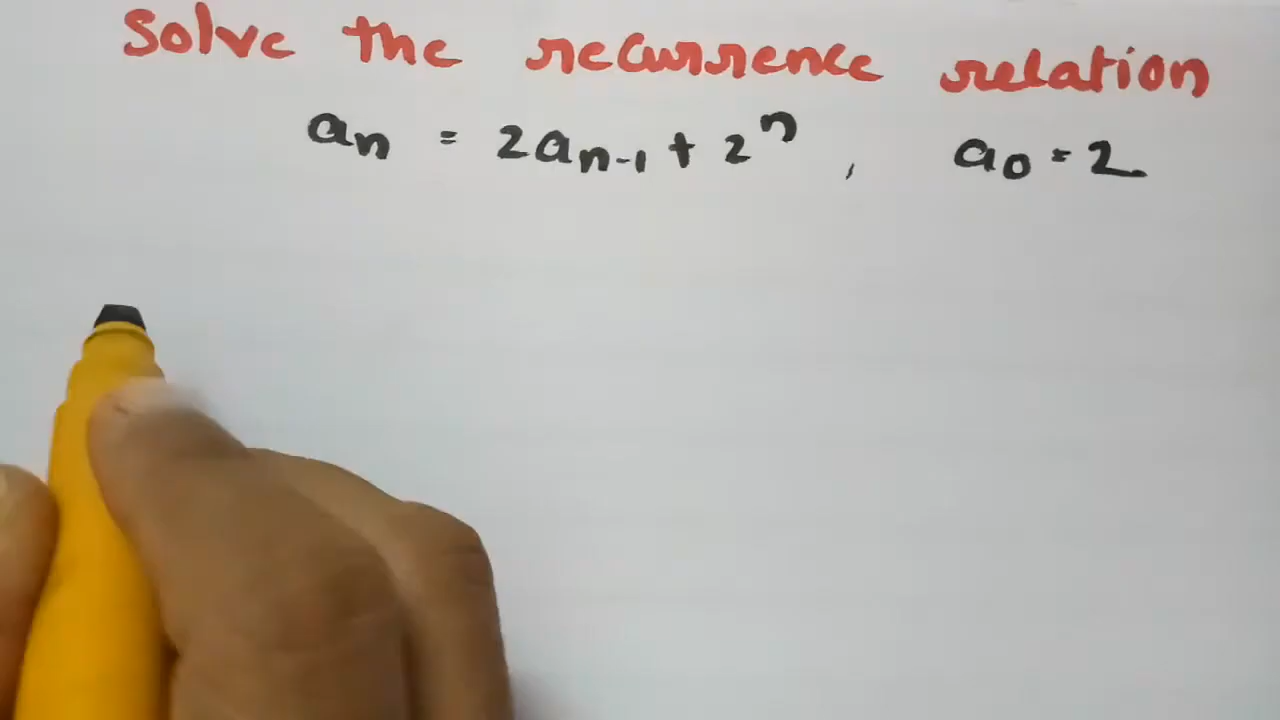 Solve the recurrence relation
aₙ = 2aₙ₋₁ + 2ⁿ , a₀ = 2